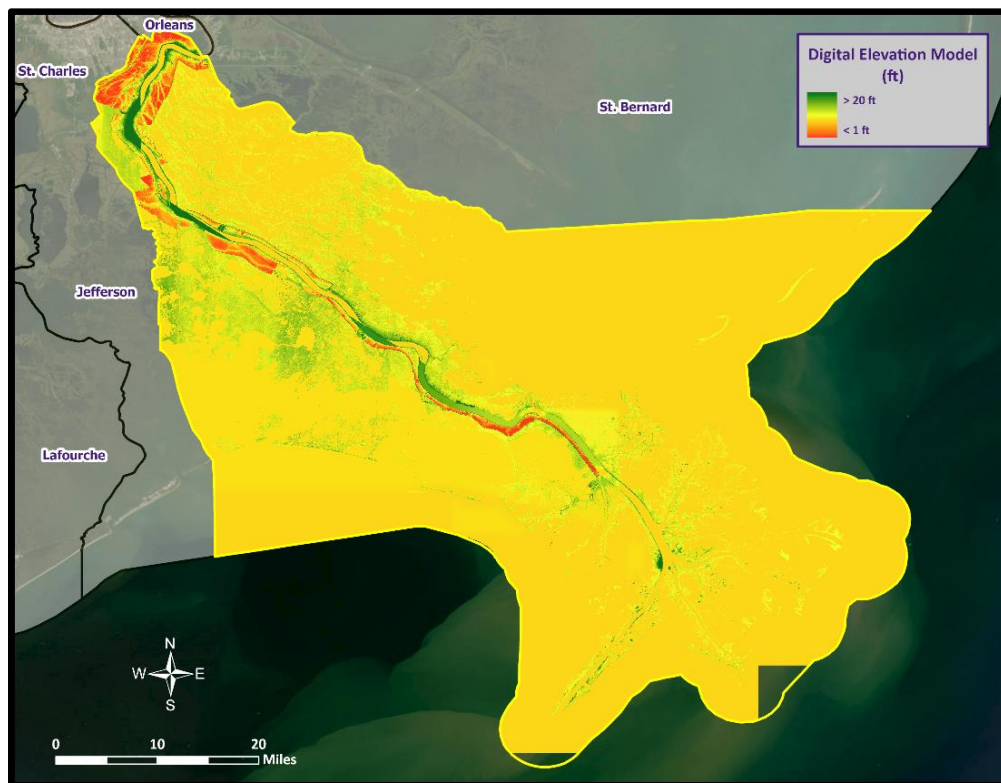 Orleans
St. Charles
St. Bernard
Digital Elevation Model
(ft)
> 20 ft
< 1 ft
Jefferson
Lafourche
N
W E
S
0 10 20
Miles